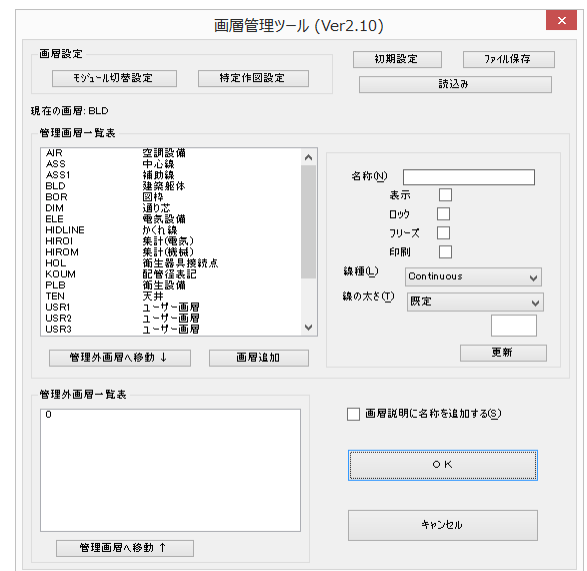 画層管理ツール (Ver2.10)
画層設定
モジュール切替設定
特定作図設定
初期設定
ファイル保存
読込み
現在の画層: BLD
管理画層一覧表
AIR 空調設備
ASS 中心線
ASS1 補助線
BLD 建築躯体
BOR 図枠
DIM 通り芯
ELE 電気設備
HIDLINE かくれ線
HIROI 集計(電気)
HIROM 集計(機械)
HOL 衛生器具接続点
KOUM 配管径表記
PLB 衛生設備
TEN 天井
USR1 ユーザー画層
USR2 ユーザー画層
USR3 ユーザー画層
管理外画層へ移動 ↓
画層追加
名称(N)
表示
ロック
フリーズ
印刷
線種(L) Continuous
線の太さ(T) 既定
更新
管理外画層一覧表
0
管理画層へ移動 ↑
画層説明に名称を追加する(S)
ＯＫ
キャンセル